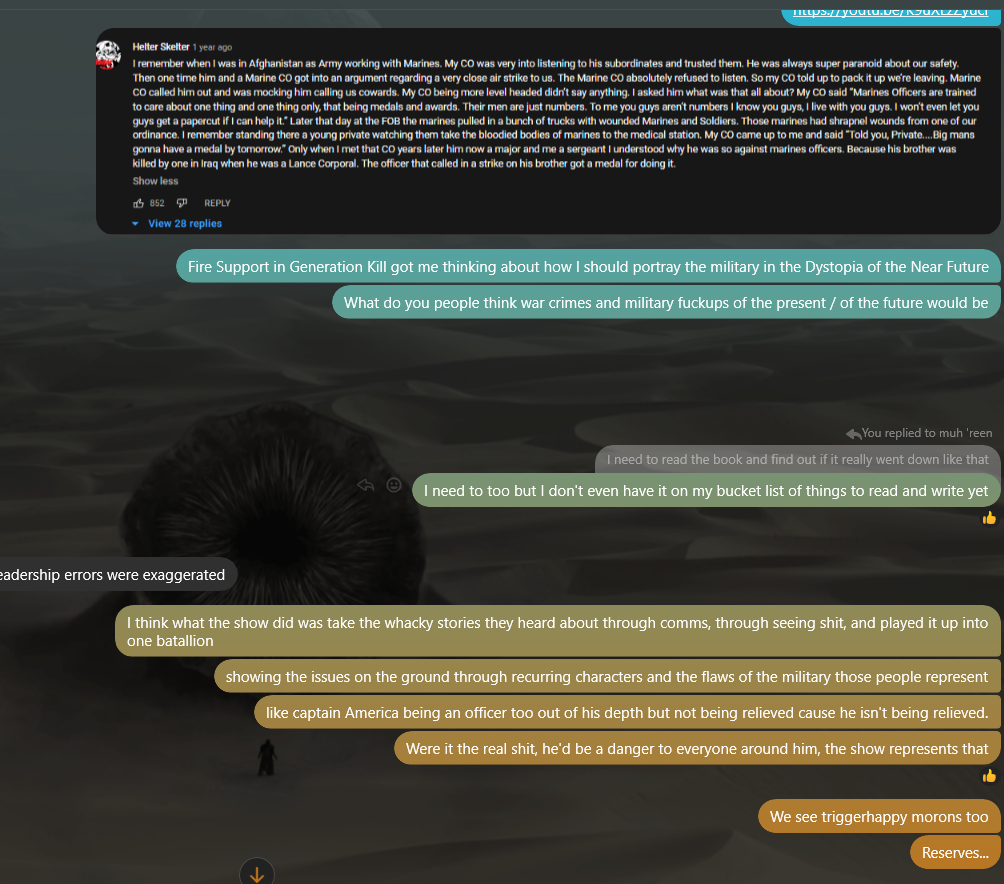 https://youtu.be/
Helter Skelter 1 year ago
I remember when I was in Afghanistan as Army working with Marines. My CO was very into listening to his subordinates and trusted them. He was always super paranoid about our safety.
Then one time him and a Marine CO got into an argument regarding a very close air strike to us. The Marine CO absolutely refused to listen. So my CO told up to pack it up we're leaving. Marine
CO called him out and was mocking him calling us cowards. My CO being more level headed didn't say anything. I asked him what was that all about? My CO said "Marines Officers are trained
to care about one thing and one thing only, that being medals and awards. Their men are just numbers. To me you guys aren't numbers I know you guys, I live with you guys. I won't even let you
guys get a papercut if I can help it." Later that day at the FOB the marines pulled in a bunch of trucks with wounded Marines and Soldiers. Those marines had shrapnel wounds from one of our
ordinance. I remember standing there a young private watching them take the bloodied bodies of marines to the medical station. My CO came up to me and said "Told you, Private....Big mans
gonna have a medal by tomorrow." Only when I met that CO years later him now a major and me a sergeant I understood why he was so against marines officers. Because his brother was
killed by one in Iraq when he was a Lance Corporal. The officer that called in a strike on his brother got a medal for doing it.
Show less
852 REPLY
View 28 replies
Fire Support in Generation Kill got me thinking about how I should portray the military in the Dystopia of the Near Future
What do you people think war crimes and military fuckups of the present / of the future would be
You replied to muh 'reen
I need to read the book and find out if it really went down like that
I need to too but I don't even have it on my bucket list of things to read and write yet
eadership errors were exaggerated
I think what the show did was take the whacky stories they heard about through comms, through seeing shit, and played it up into
one batallion
showing the issues on the ground through recurring characters and the flaws of the military those people represent
like captain America being an officer too out of his depth but not being relieved cause he isn't being relieved.
Were it the real shit, he'd be a danger to everyone around him, the show represents that
We see triggerhappy morons too
Reserves...